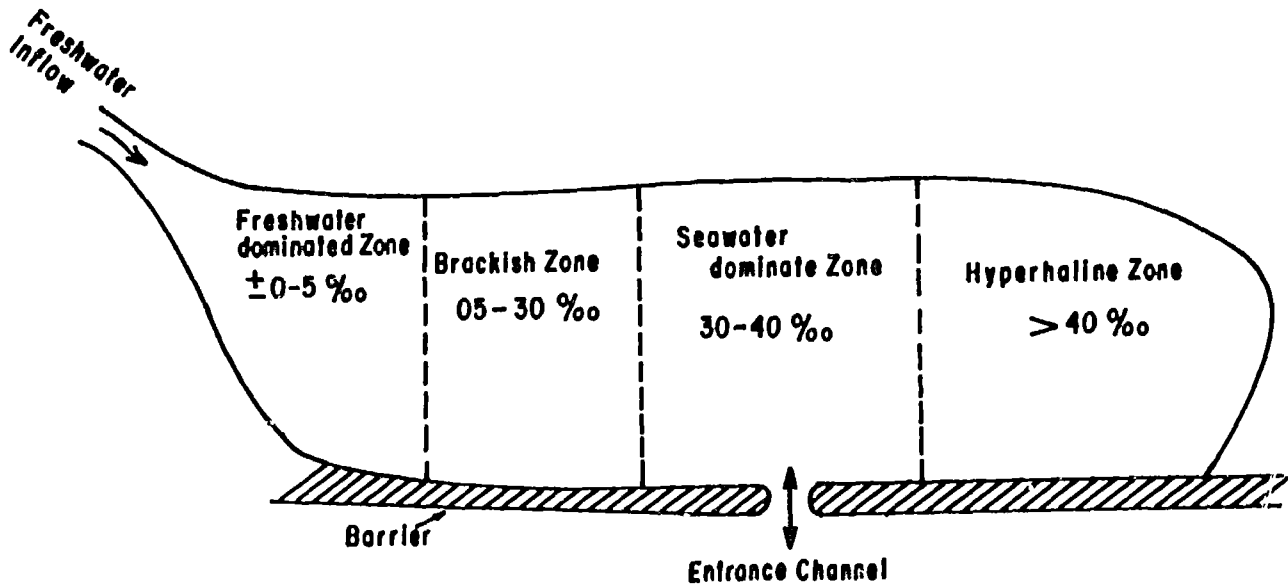 Freshwater
Inflow
Freshwater
dominated Zone
±0-5 ‰
Brackish Zone
05-30 ‰
Seawater
dominate Zone
30-40 ‰
Hyperhaline Zone
> 40 ‰
Barrier
Entrance Channel